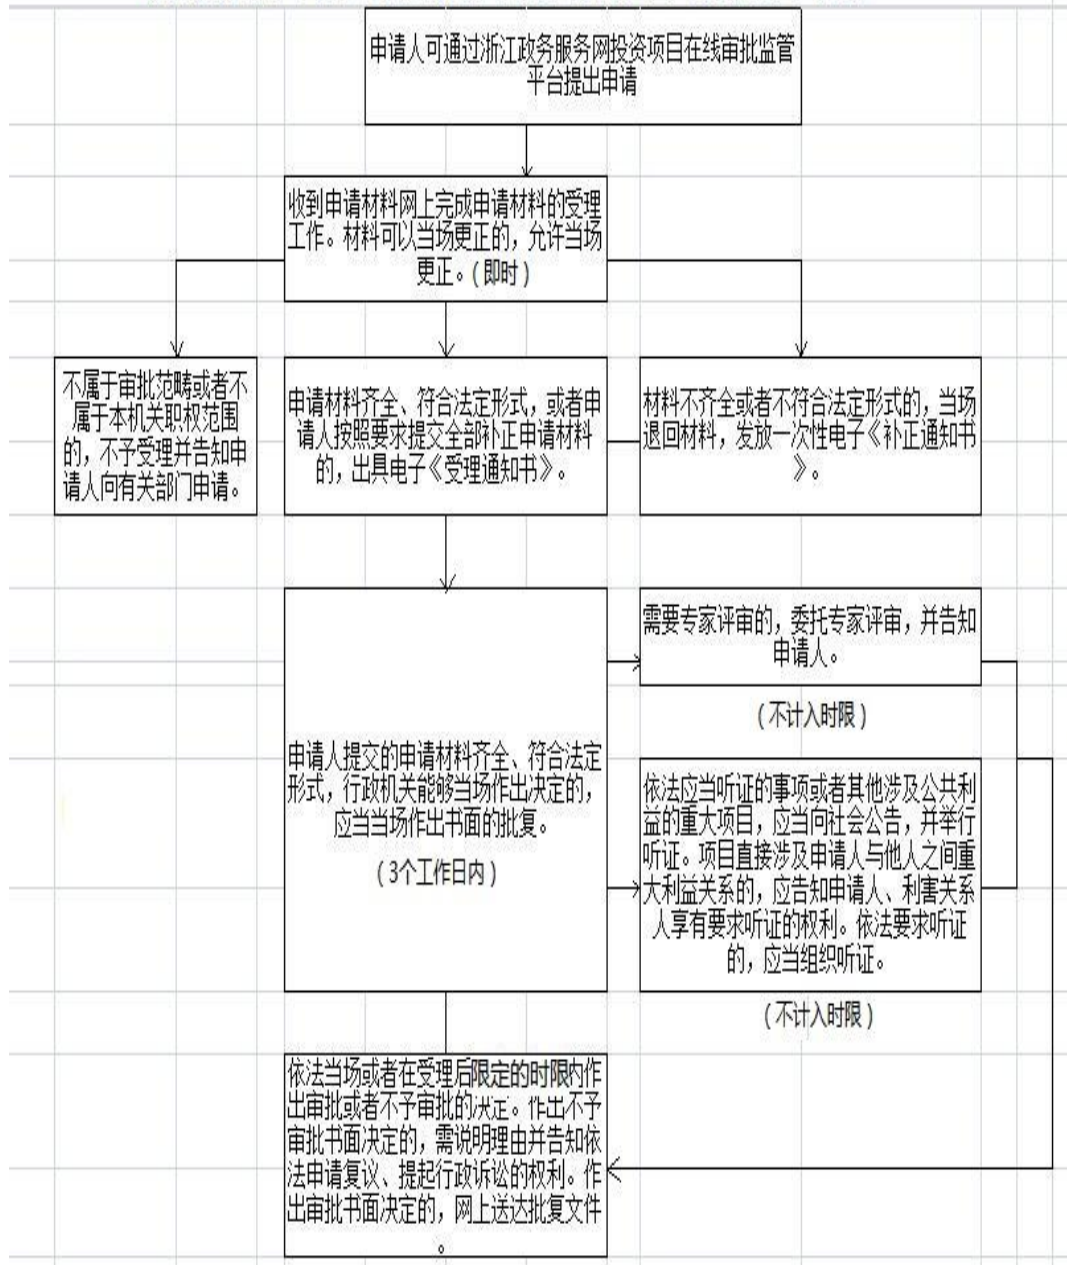 申请人可通过浙江政务服务网投资项目在线审批监管
平台提出申请
收到申请材料网上完成申请材料的受理
工作。材料可以当场更正的，允许当场
更正。(即时)
不属于审批范畴或者不
属于本机关职权范围
的，不予受理并告知申
请人向有关部门申请。
申请材料齐全、符合法定形式，或者申
请人按照要求提交全部补正申请材料
的，出具电子《受理通知书》。
材料不齐全或者不符合法定形式的，当场
退回材料，发放一次性电子《补正通知书
》。
申请人提交的申请材料齐全、符合法定
形式，行政机关能够当场作出决定的，
应当当场作出书面的批复。
(3个工作日内)
需要专家评审的，委托专家评审，并告知
申请人。
(不计入时限)
依法应当听证的事项或者其他涉及公共利
益的重大项目，应当向社会公告，并举行
听证。项目直接涉及申请人与他人之间重
大利益关系的，应告知申请人、利害关系
人享有要求听证的权利。依法要求听证
的，应当组织听证。
(不计入时限)
依法当场或者在受理后限定的时限内作
出审批或者不予审批的决定。作出不予
审批书面决定的，需说明理由并告知依
法申请复议、提起行政诉讼的权利。作
出审批书面决定的，网上送达批复文件
。